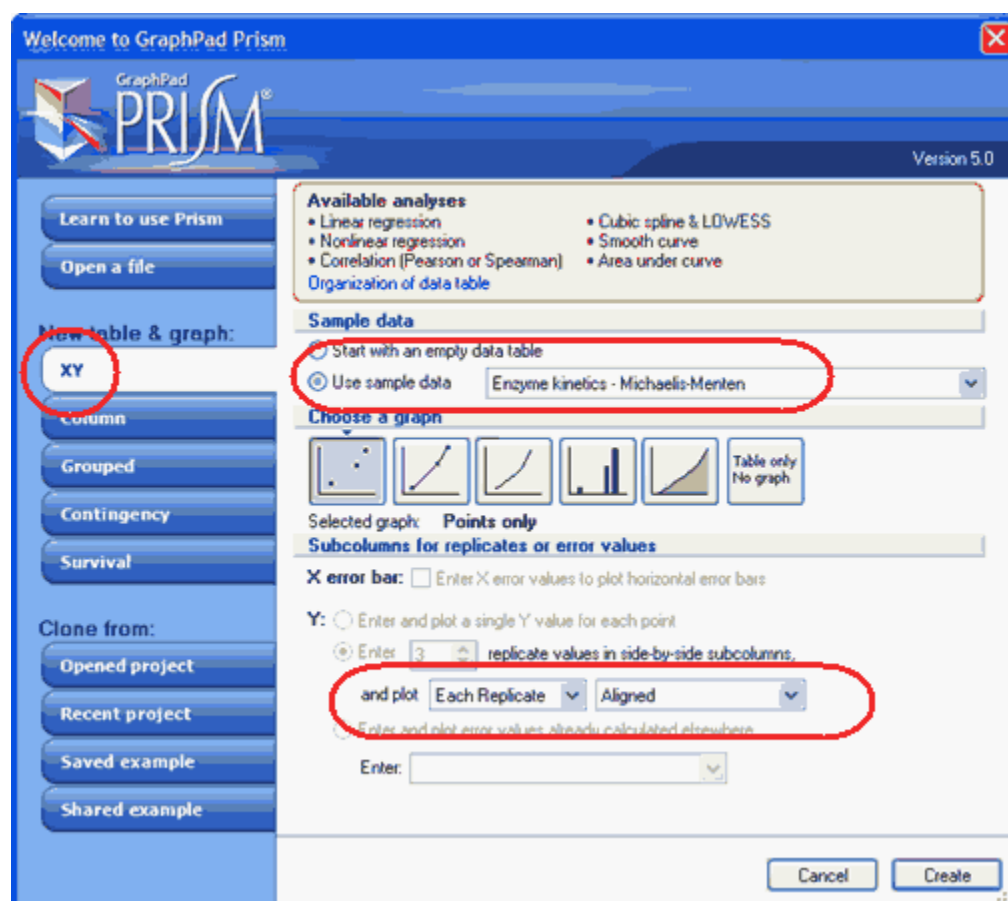 Welcome to GraphPad Prism
GraphPad
PRISM®
Version 5.0
Learn to use Prism
Open a file
New table & graph:
XY
Column
Grouped
Contingency
Survival
Clone from:
Opened project
Recent project
Saved example
Shared example
Available analyses
• Linear regression
• Nonlinear regression
• Correlation (Pearson or Spearman)
• Cubic spline & LOWESS
• Smooth curve
• Area under curve
Organization of data table
Sample data
Start with an empty data table
Use sample data Enzyme kinetics - Michaelis-Menten
Choose a graph
Table only
No graph
Selected graph: Points only
Subcolumns for replicates or error values
X error bar: Enter X error values to plot horizontal error bars
Y: Enter and plot a single Y value for each point
Enter 3 replicate values in side-by-side subcolumns,
and plot Each Replicate Aligned
Enter and plot error values already calculated elsewhere
Enter:
Cancel Create